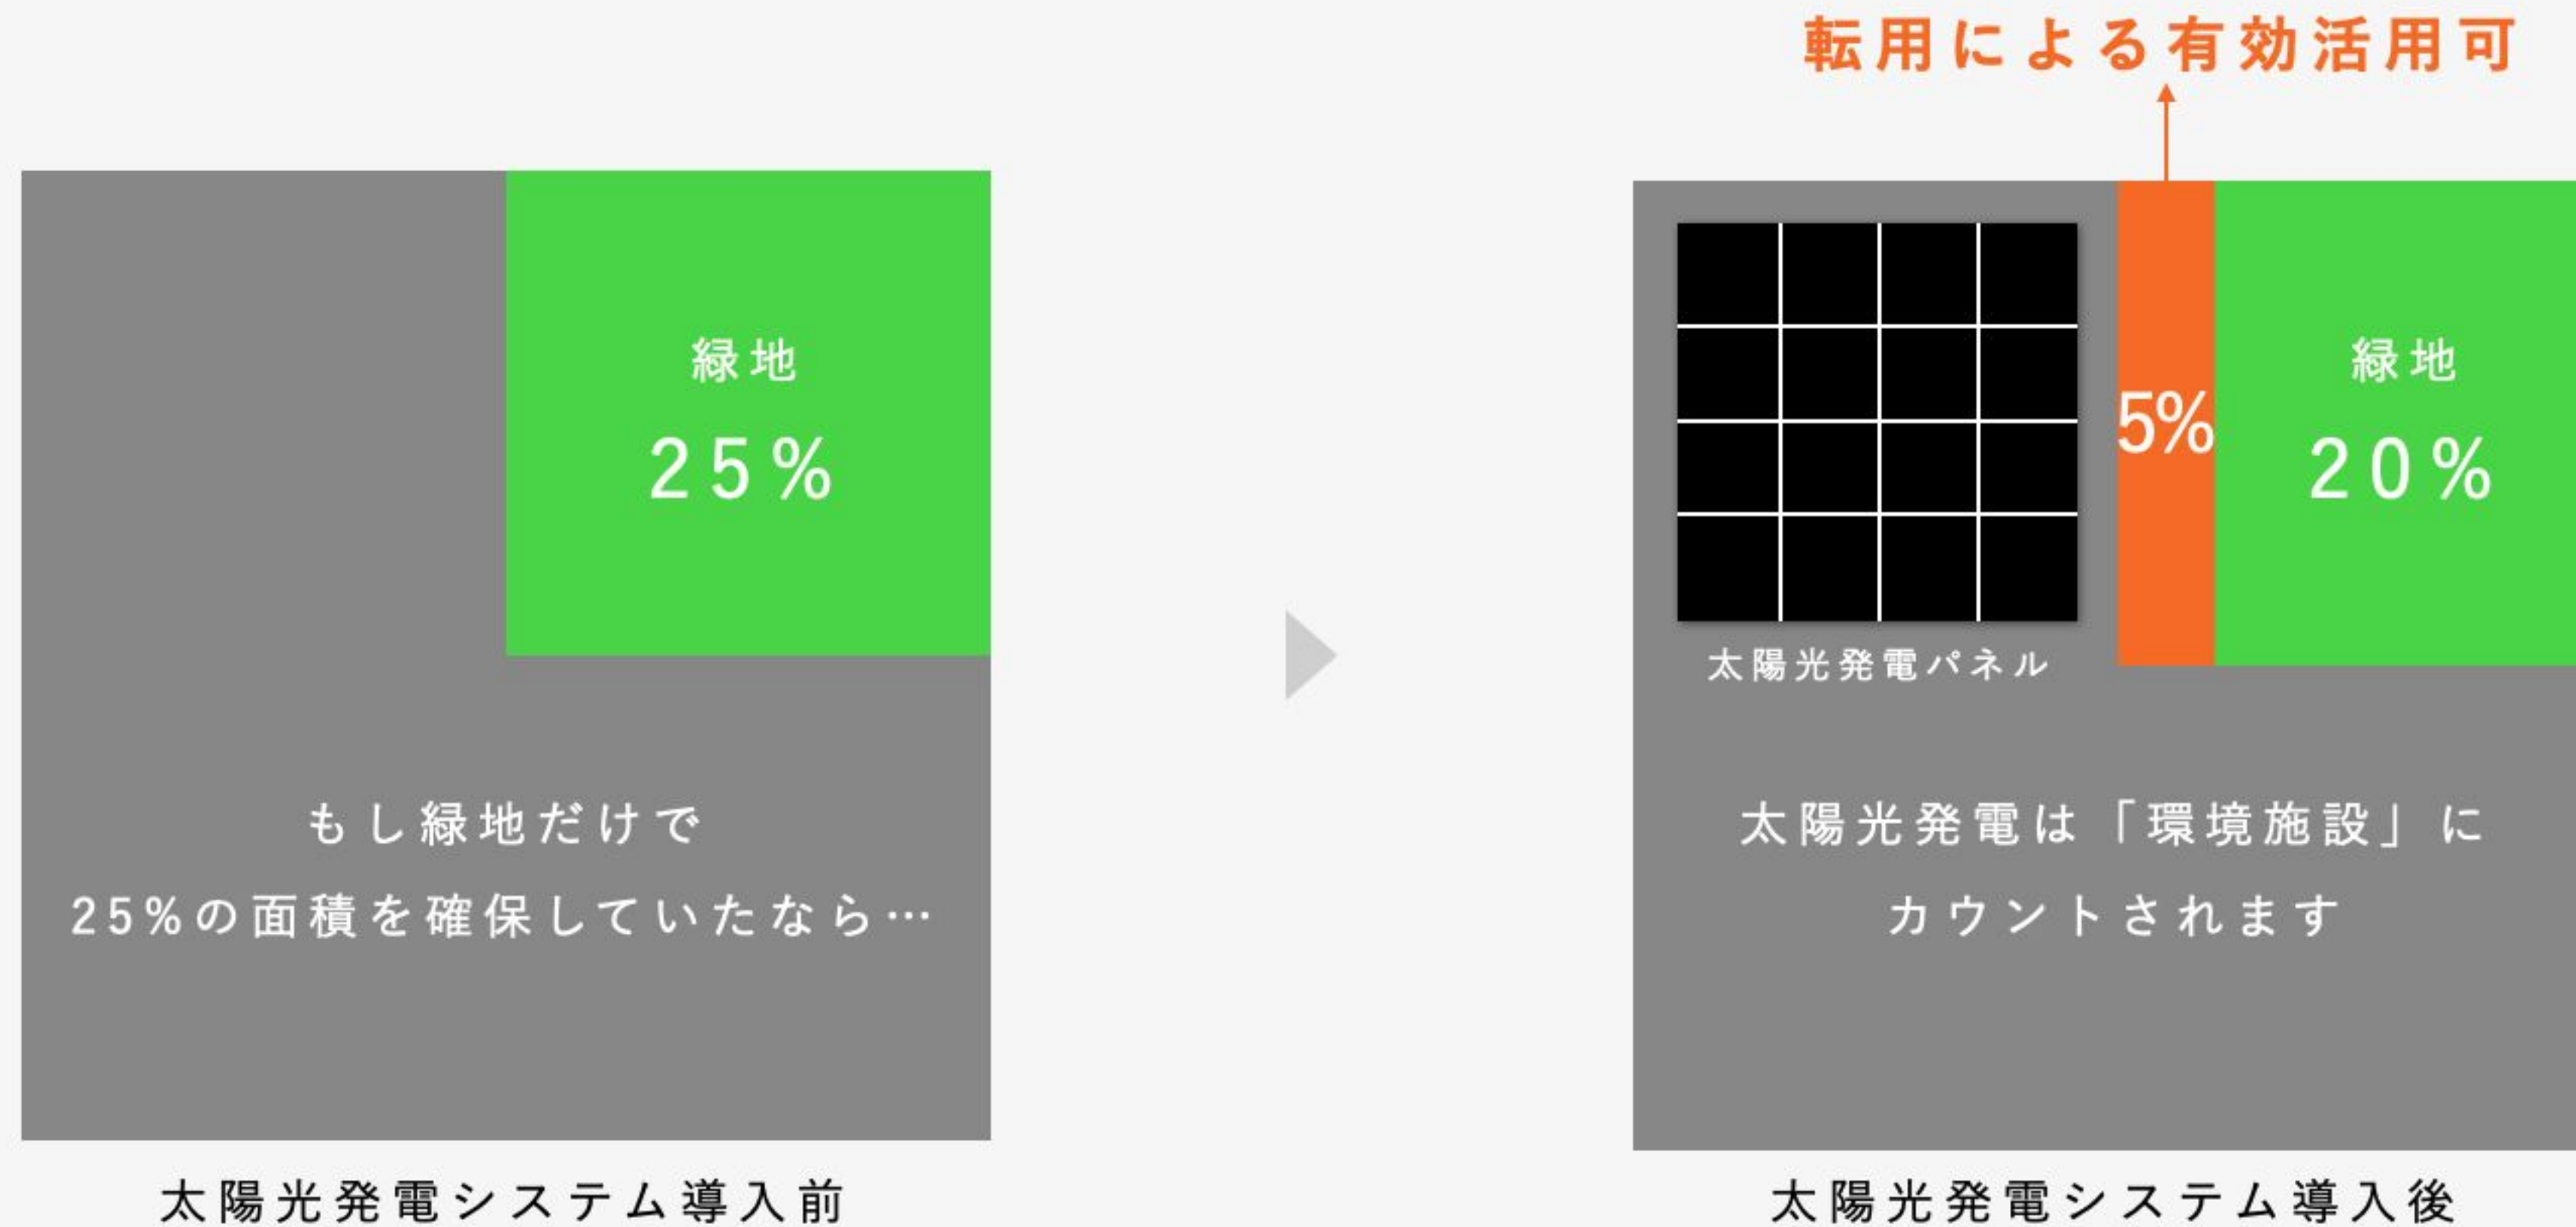 転用による有効活用可
緑地
25%
もし緑地だけで
25%の面積を確保していたなら…
太陽光発電システム導入前
5%
緑地
20%
太陽光発電パネル
太陽光発電は「環境施設」に
カウントされます
太陽光発電システム導入後